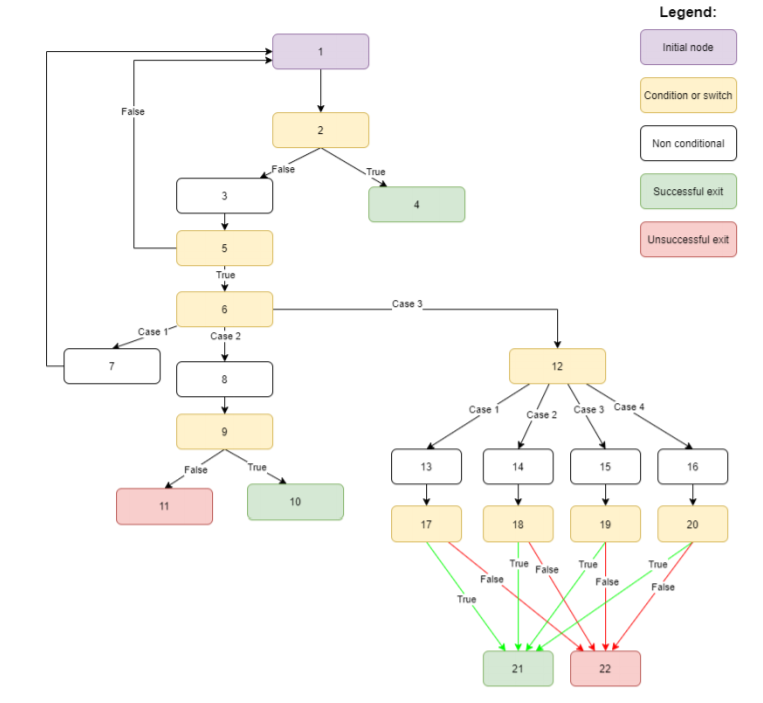 Legend:
Initial node
Condition or switch
Non conditional
Successful exit
Unsuccessful exit
1
False
2
False
True
3
4
5
True
6
Case 3
Case 1
Case 2
7
12
8
Case 1
Case 2
Case 3
Case 4
9
False
True
13
14
15
16
11
10
17
18
19
20
False
True
False
True
False
True
False
True
21
22